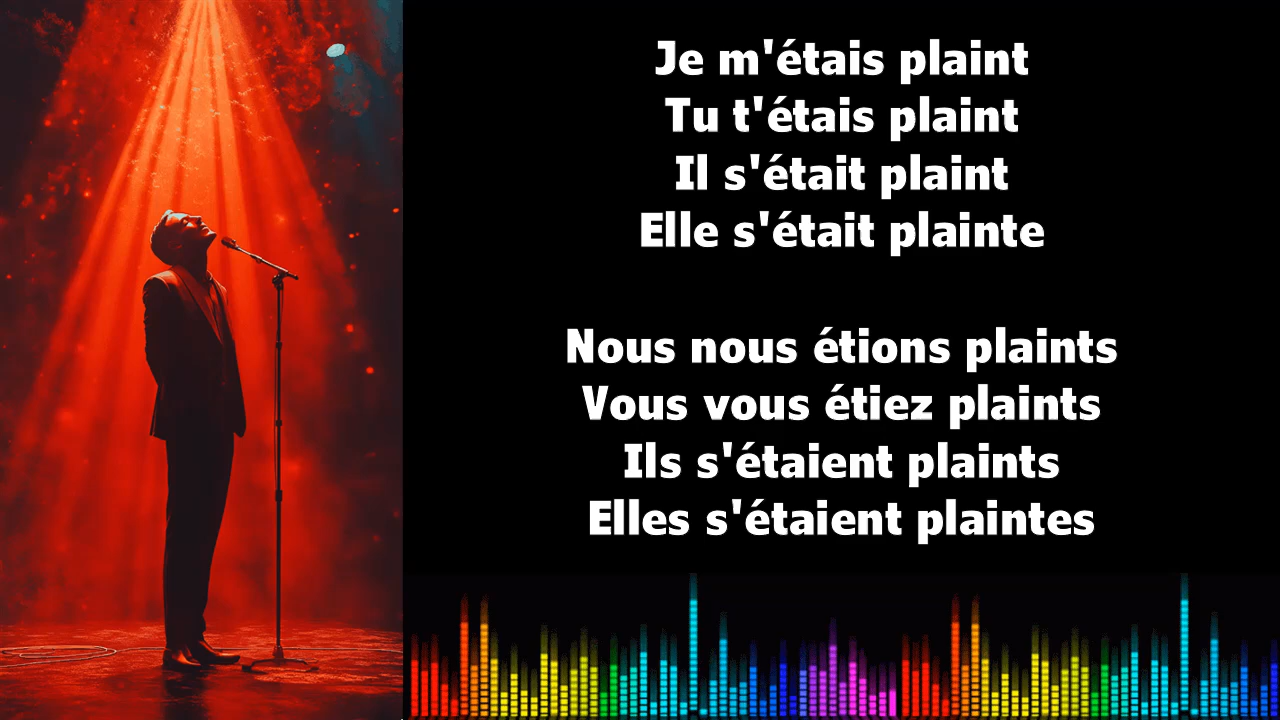 Je m'étais plaint
Tu t'étais plaint
Il s'était plaint
Elle s'était plainte
Nous nous étions plaints
Vous vous étiez plaints
Ils s'étaient plaints
Elles s'étaient plaintes